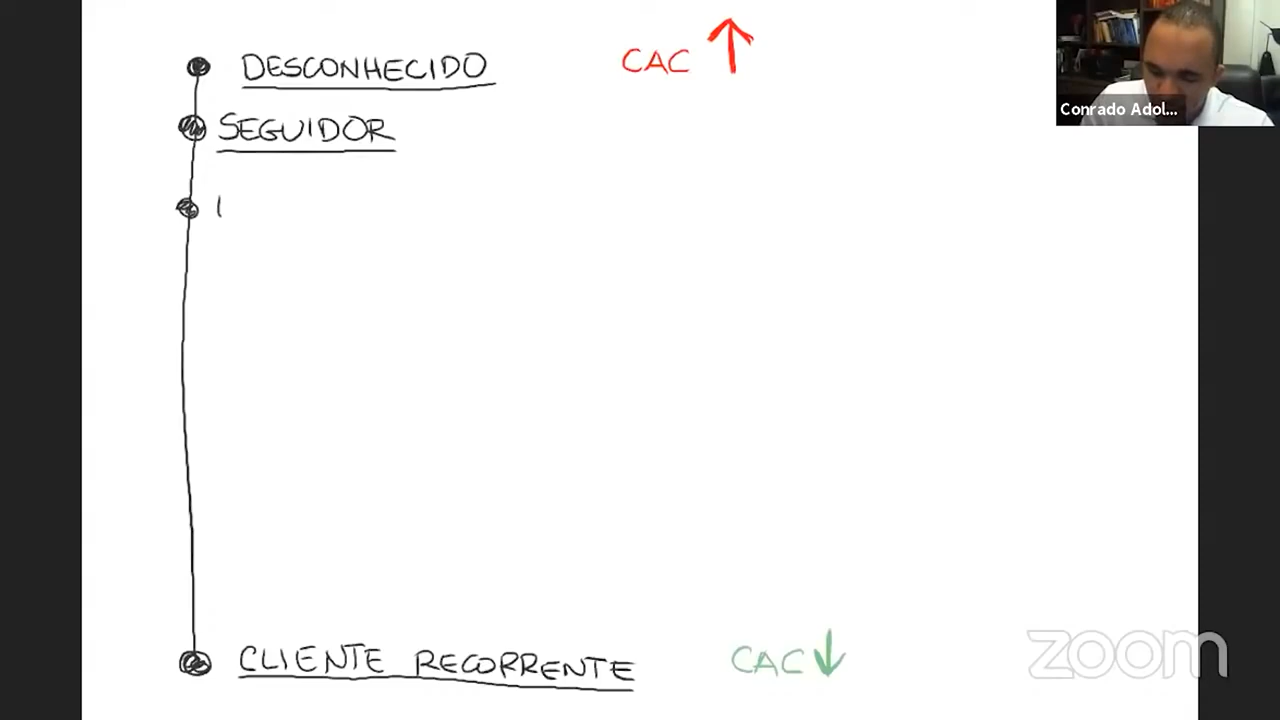 DESCONHECIDO CAC ↑
Conrado Adol...
SEGUIDOR
CLIENTE RECORRENTE CAC ↓
zoom